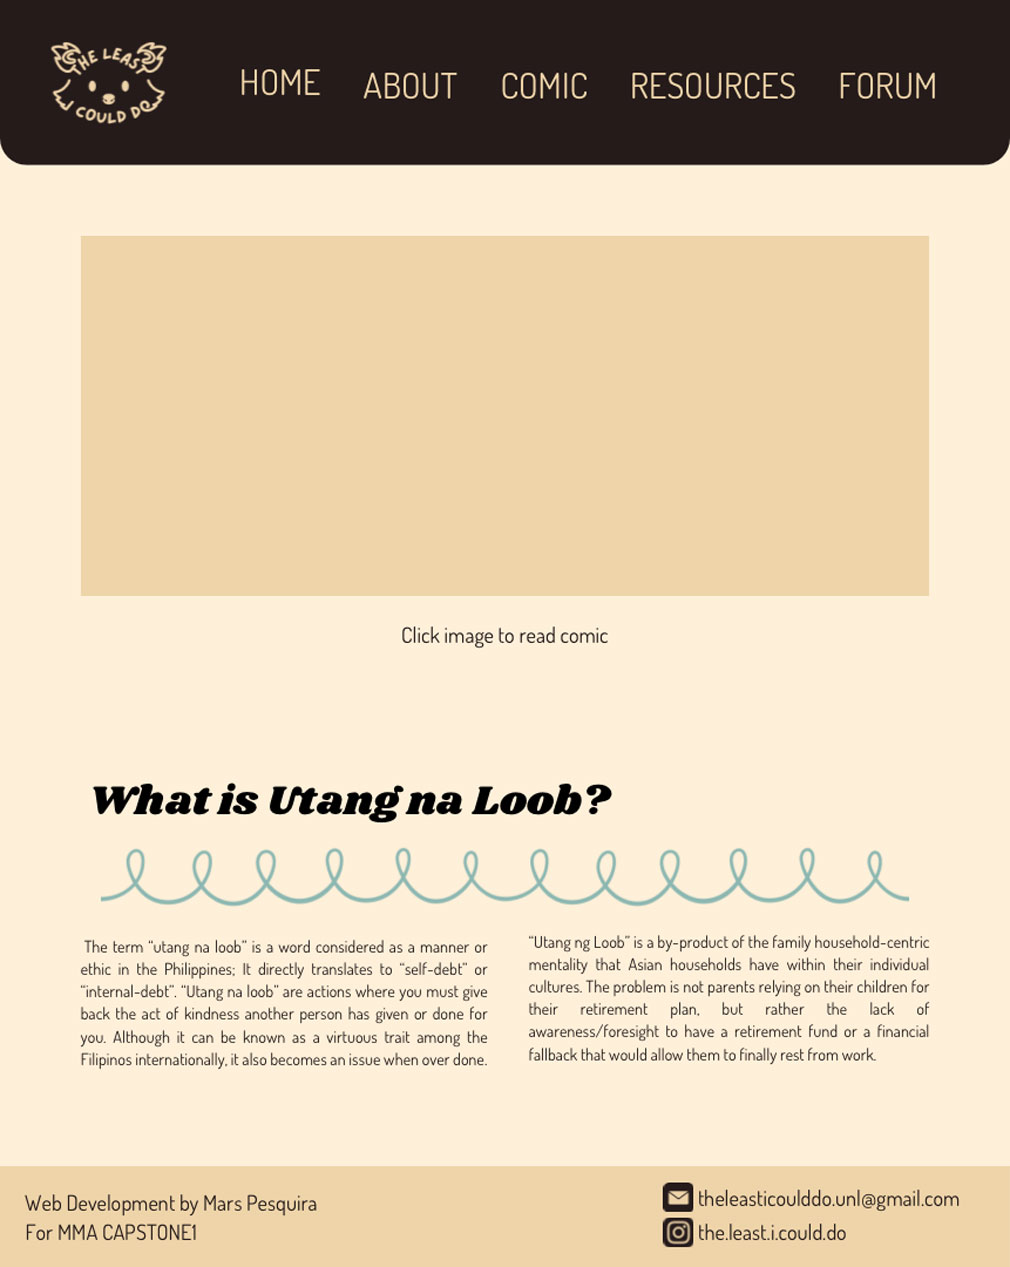 THE LEAST
I COULD DO
HOME ABOUT COMIC RESOURCES FORUM
Click image to read comic
What is Utang na Loob?
The term “utang na loob” is a word considered as a manner or
ethic in the Philippines; It directly translates to “self-debt” or
“internal-debt”. “Utang na loob” are actions where you must give
back the act of kindness another person has given or done for
you. Although it can be known as a virtuous trait among the
Filipinos internationally, it also becomes an issue when over done.
“Utang ng Loob” is a by-product of the family household-centric
mentality that Asian households have within their individual
cultures. The problem is not parents relying on their children for
their retirement plan, but rather the lack of
awareness/foresight to have a retirement fund or a financial
fallback that would allow them to finally rest from work.
Web Development by Mars Pesquira
For MMA CAPSTONE1
theleasticoulddo.unl@gmail.com
the.least.i.could.do